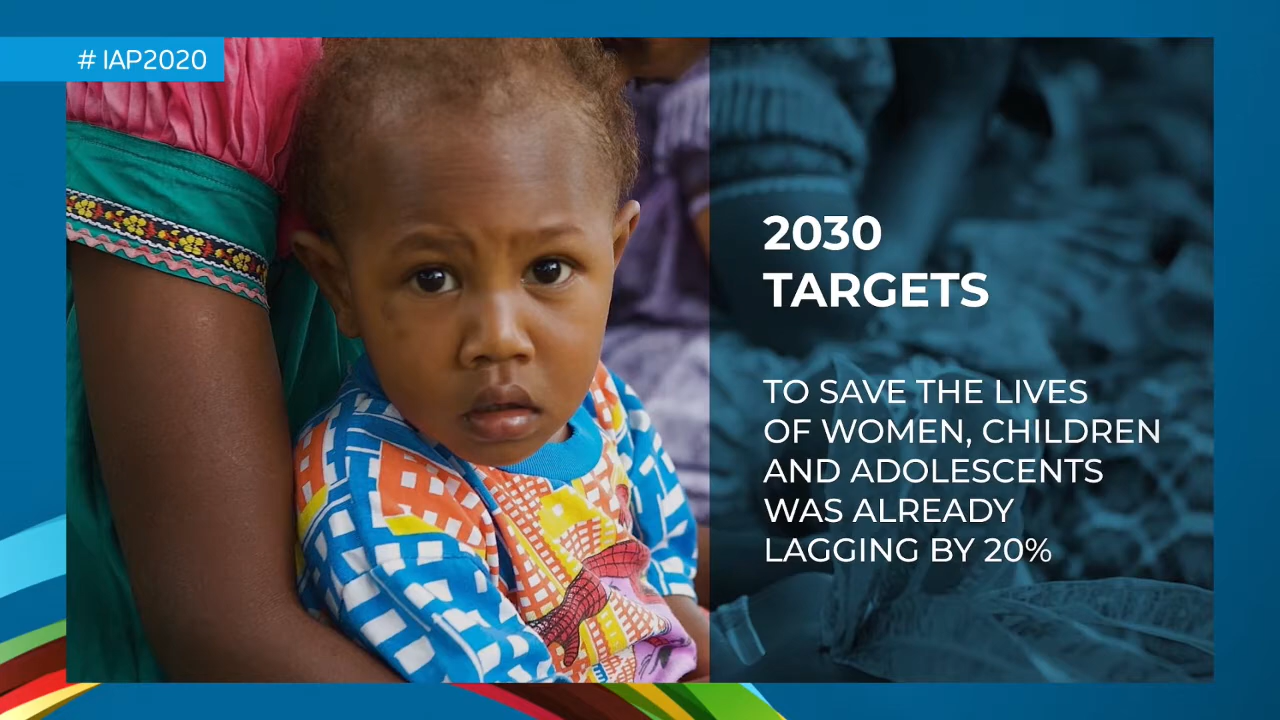 # IAP2020
2030
TARGETS
TO SAVE THE LIVES
OF WOMEN, CHILDREN
AND ADOLESCENTS
WAS ALREADY
LAGGING BY 20%